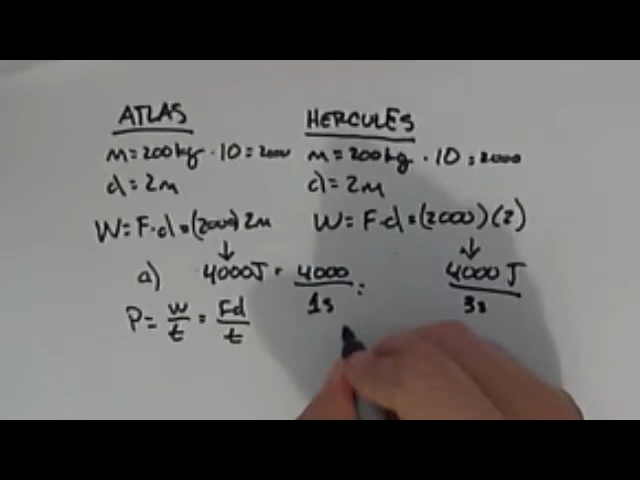 ATLAS
m=200kg · 10 = 2000
d=2m
W=F·d=(2000)2m
↓
a) 4000J = 4000/1s =
P= W/t = Fd/t
HERCULES
m=200kg · 10 = 2000
d=2m
W=F·d=(2000)(2)
↓
4000J/3s